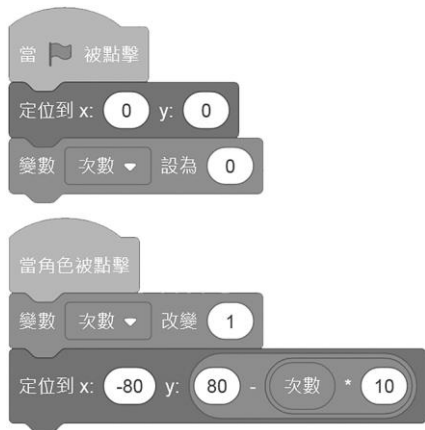 當 被點擊
定位到 x: 0 y: 0
變數 次數 設為 0
當角色被點擊
變數 次數 改變 1
定位到 x: -80 y: 80 - 次數 * 10